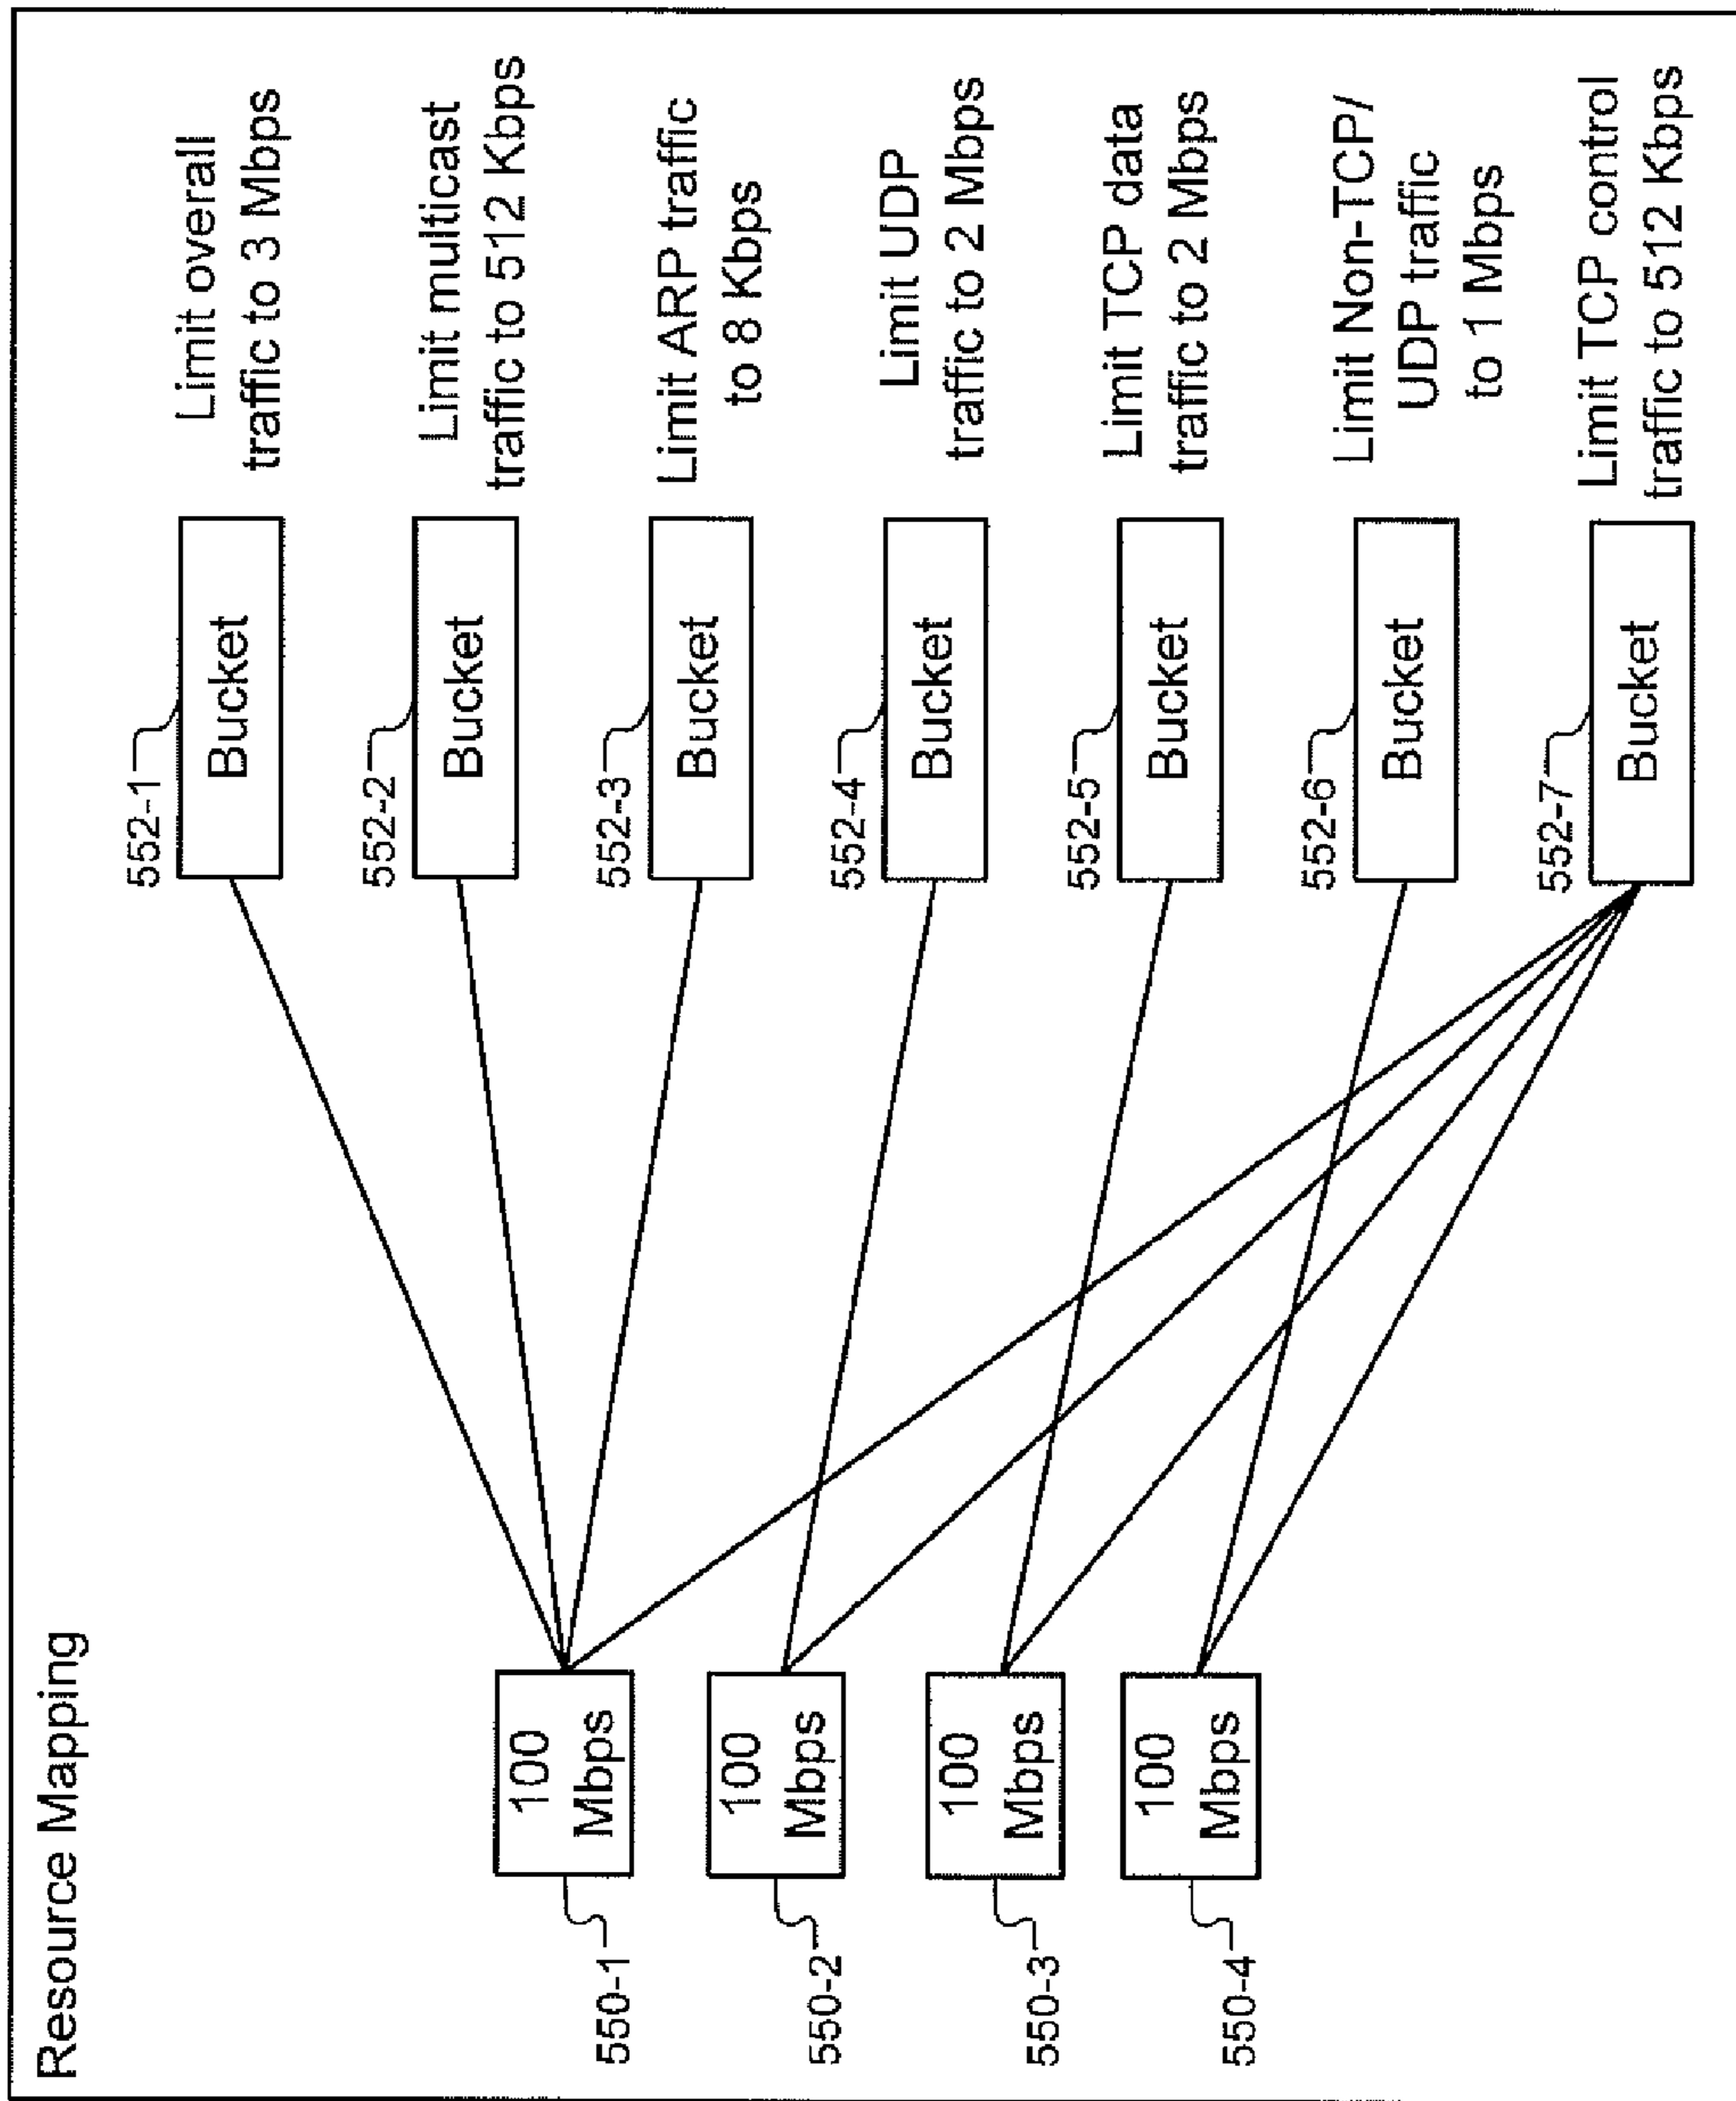 Resource Mapping
550-1
100
Mbps
550-2
100
Mbps
550-3
100
Mbps
550-4
100
Mbps
552-1
Bucket
Limit overall
traffic to 3 Mbps
552-2
Bucket
Limit multicast
traffic to 512 Kbps
552-3
Bucket
Limit ARP traffic
to 8 Kbps
552-4
Bucket
Limit UDP
traffic to 2 Mbps
552-5
Bucket
Limit TCP data
traffic to 2 Mbps
552-6
Bucket
Limit Non-TCP/
UDP traffic
to 1 Mbps
552-7
Bucket
Limit TCP control
traffic to 512 Kbps